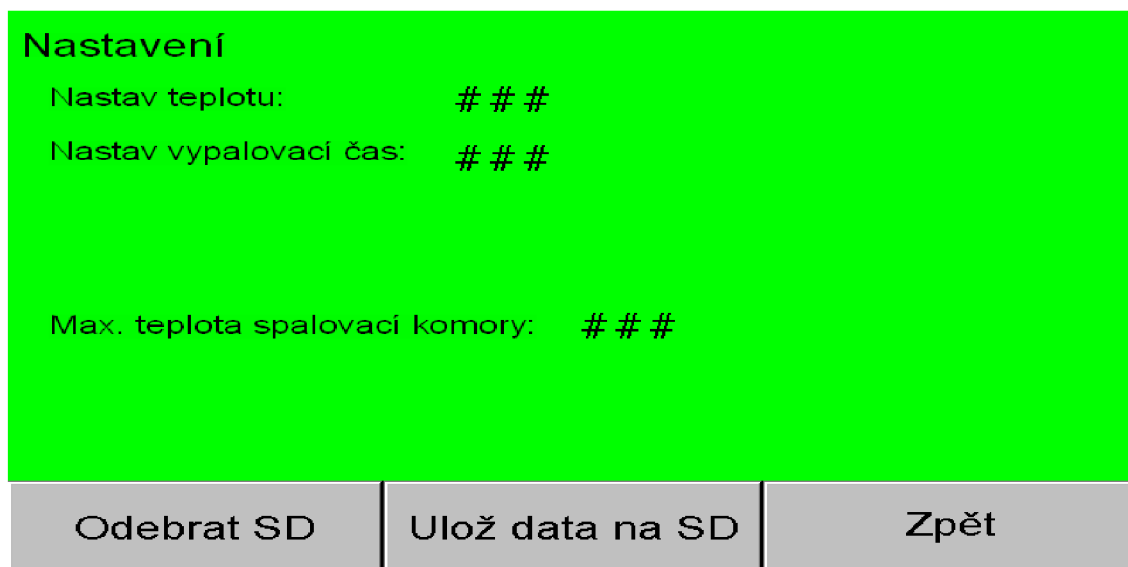 Nastavení
Nastav teplotu: # # #
Nastav vypalovací čas: # # #
Max. teplota spalovací komory: # # #
Odebrat SD
Ulož data na SD
Zpět